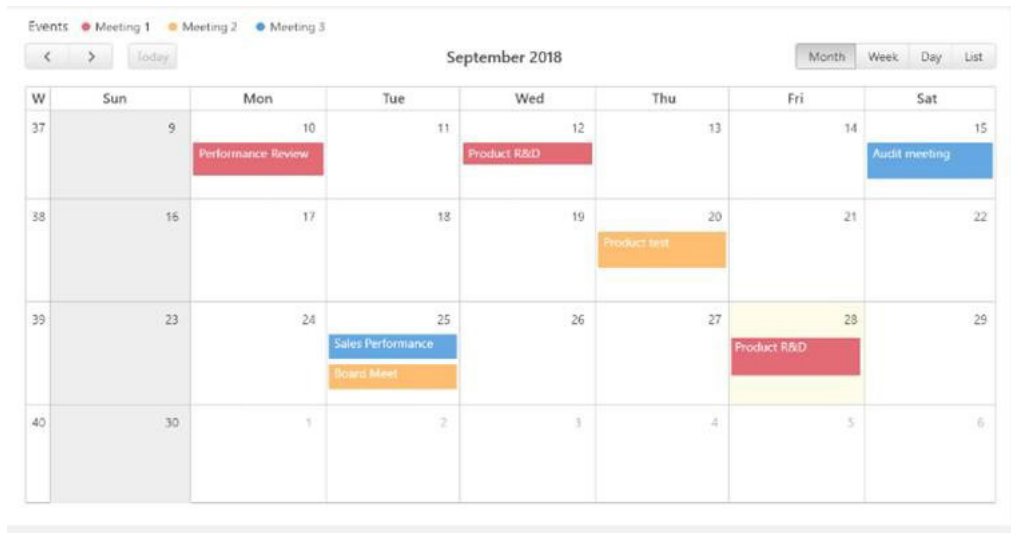 Events Meeting 1 Meeting 2 Meeting 3
< > Today September 2018 Month Week Day List
W Sun Mon Tue Wed Thu Fri Sat
37 9 10 11 12 13 14 15
Performance Review Product R&D Audit meeting
38 16 17 18 19 20 21 22
Product test
39 23 24 25 26 27 28 29
Sales Performance Product R&D
Board Meet
40 30 1 2 3 4 5 6